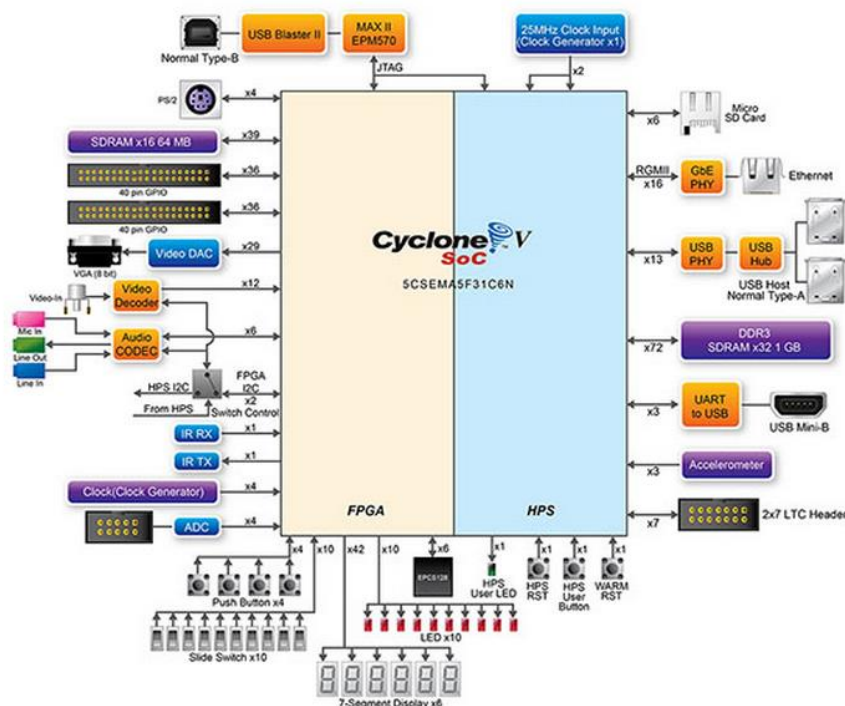 Normal Type-B
USB Blaster II
MAX II
EPM570
JTAG
25MHz Clock Input
(Clock Generator x1)
x2
PS/2
x4
SDRAM x16 64 MB
x39
40 pin GPIO
x36
40 pin GPIO
x36
VGA (8 bit)
Video DAC
x29
Video-In
Video
Decoder
x12
Mic In
Line Out
Line In
Audio
CODEC
x6
HPS I2C
FPGA
I2C
x2
From HPS
Switch Control
IR RX
x1
IR TX
x1
Clock(Clock Generator)
x4
ADC
x4
Cyclone V
SoC
5CSEMA5F31C6N
FPGA
HPS
x6
Micro
SD Card
RGMII
x16
GbE
PHY
Ethernet
x13
USB
PHY
USB
Hub
USB Host
Normal Type-A
x72
DDR3
SDRAM x32 1 GB
x3
UART
to USB
USB Mini-B
x3
Accelerometer
x7
2x7 LTC Header
x4
x10
x42
x10
x6
x1
x1
x1
x1
Push Button x4
Slide Switch x10
7-Segment Display x6
LED x10
EPCS128
HPS
User LED
HPS
RST
HPS
User
Button
WARM
RST